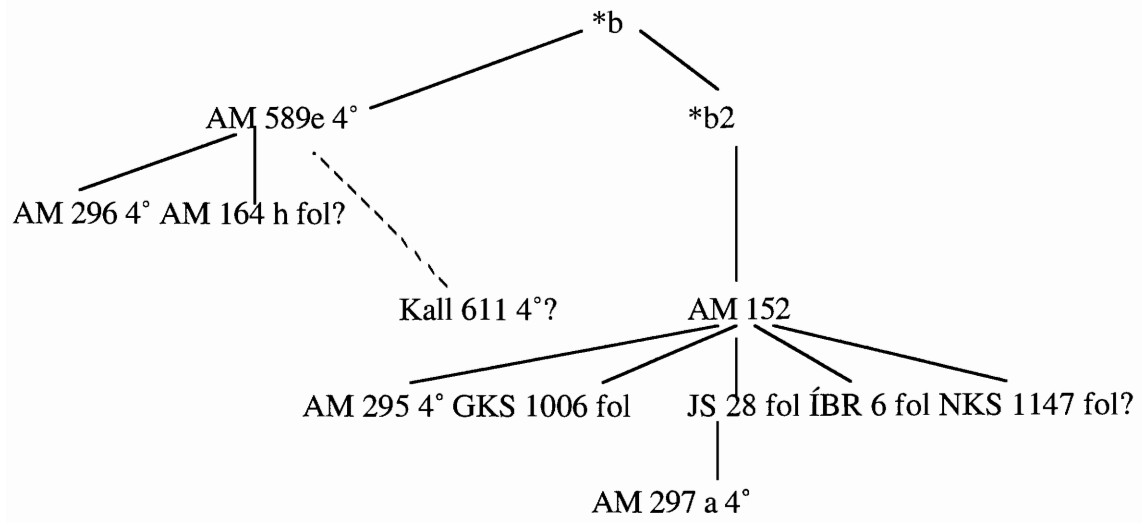 *b
AM 589e 4° *b2
AM 296 4° AM 164 h fol?
Kall 611 4°? AM 152
AM 295 4° GKS 1006 fol JS 28 fol ÍBR 6 fol NKS 1147 fol?
AM 297 a 4°